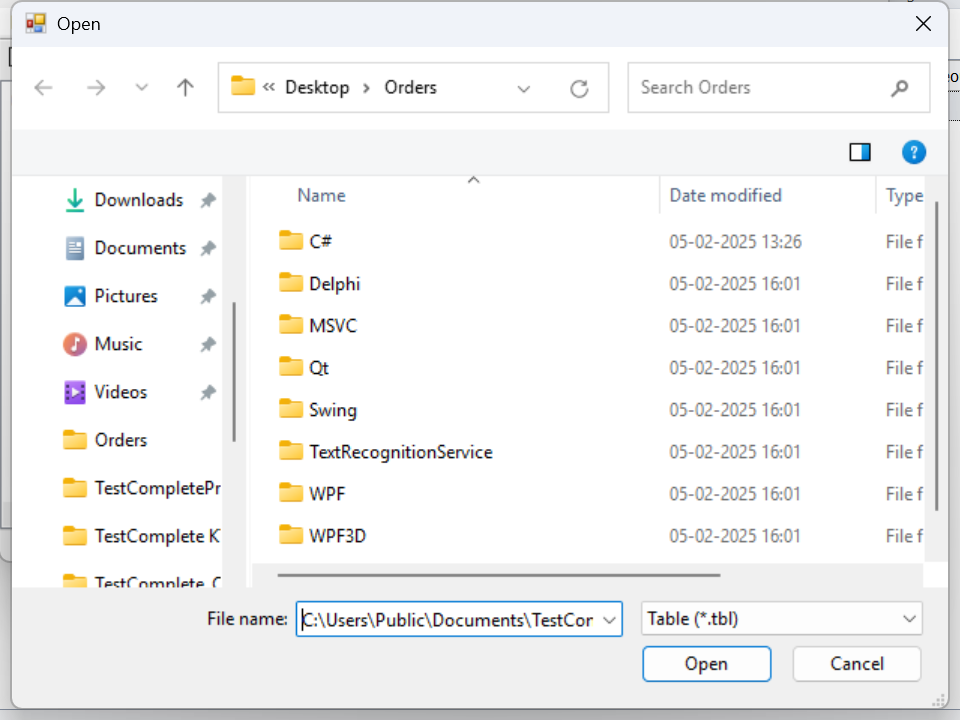 Open
« Desktop › Orders
Search Orders
Name Date modified Type
Downloads
Documents
Pictures
Music
Videos
Orders
TestCompletePr
TestComplete K
TestComplete_C
C# 05-02-2025 13:26 File f
Delphi 05-02-2025 16:01 File f
MSVC 05-02-2025 16:01 File f
Qt 05-02-2025 16:01 File f
Swing 05-02-2025 16:01 File f
TextRecognitionService 05-02-2025 16:01 File f
WPF 05-02-2025 16:01 File f
WPF3D 05-02-2025 16:01 File f
File name: C:\Users\Public\Documents\TestCor Table (*.tbl)
Open Cancel